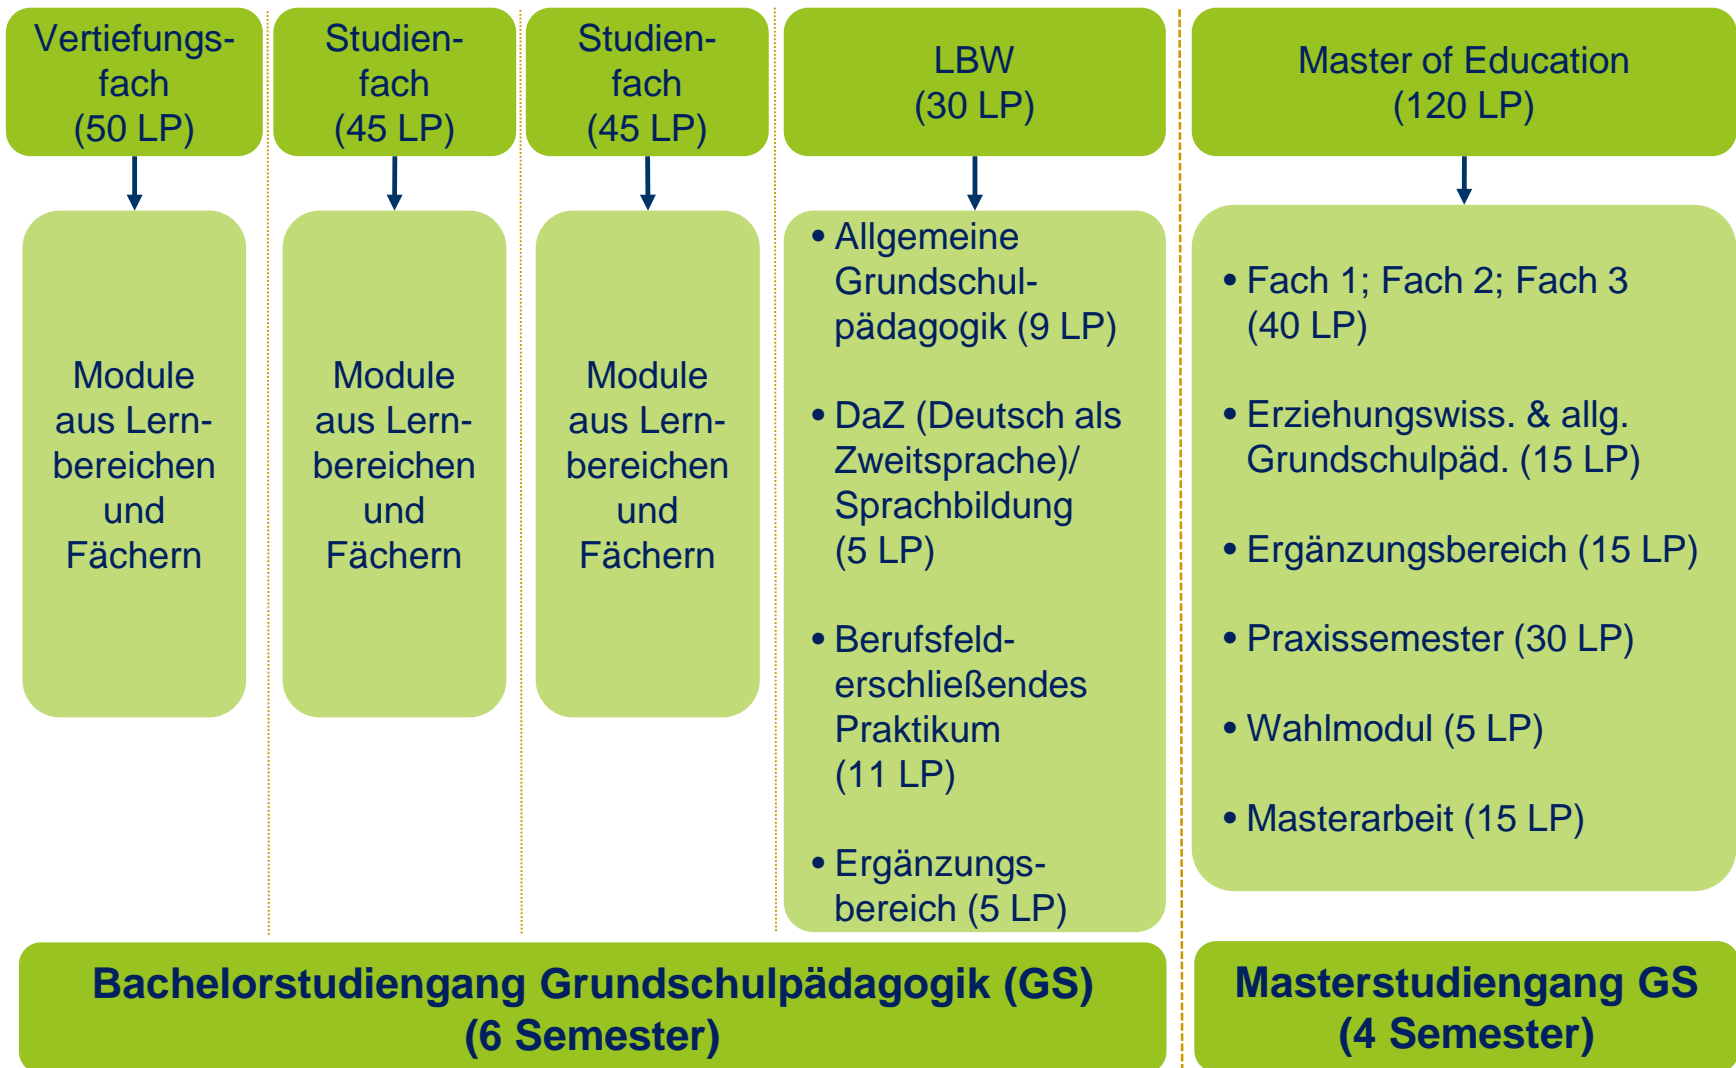 Vertiefungs-
fach
(50 LP)
Studien-
fach
(45 LP)
Studien-
fach
(45 LP)
LBW
(30 LP)
Master of Education
(120 LP)
Module
aus Lern-
bereichen
und
Fächern
Module
aus Lern-
bereichen
und
Fächern
Module
aus Lern-
bereichen
und
Fächern
• Allgemeine
Grundschul-
pädagogik (9 LP)
• DaZ (Deutsch als
Zweitsprache)/
Sprachbildung
(5 LP)
• Berufsfeld-
erschließendes
Praktikum
(11 LP)
• Ergänzungs-
bereich (5 LP)
• Fach 1; Fach 2; Fach 3
(40 LP)
• Erziehungswiss. & allg.
Grundschulpäd. (15 LP)
• Ergänzungsbereich (15 LP)
• Praxissemester (30 LP)
• Wahlmodul (5 LP)
• Masterarbeit (15 LP)
Bachelorstudiengang Grundschulpädagogik (GS)
(6 Semester)
Masterstudiengang GS
(4 Semester)